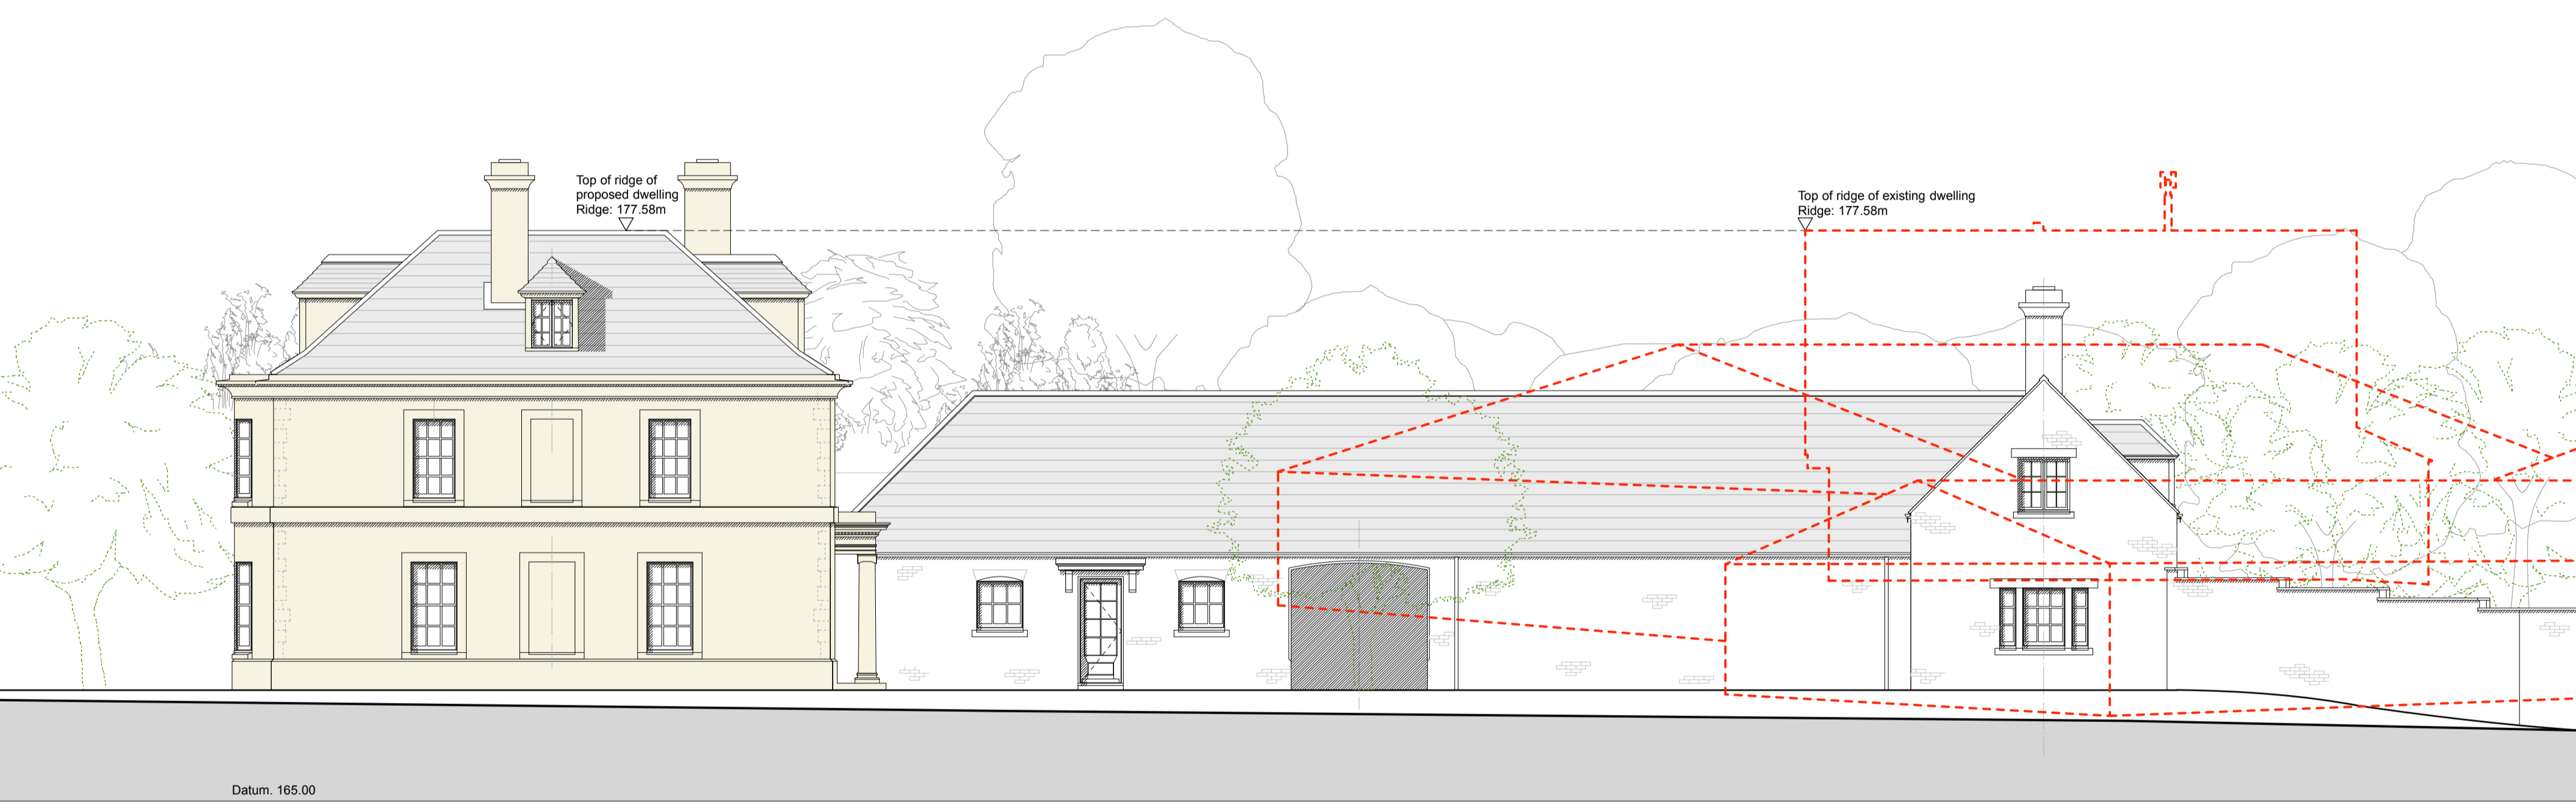 Top of ridge of
proposed dwelling
Ridge: 177.58m
Top of ridge of existing dwelling
Ridge: 177.58m
Datum. 165.00